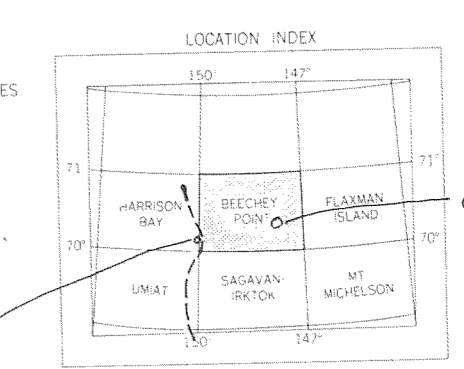 LOCATION INDEX
ES
150° 147°
71 71°
HARRISON BAY
BEECHEY POINT
FLAXMAN ISLAND
70° 70°
UMIAT
SAGAVAN-
IRKTOK
MT
MICHELSON
150° 147°